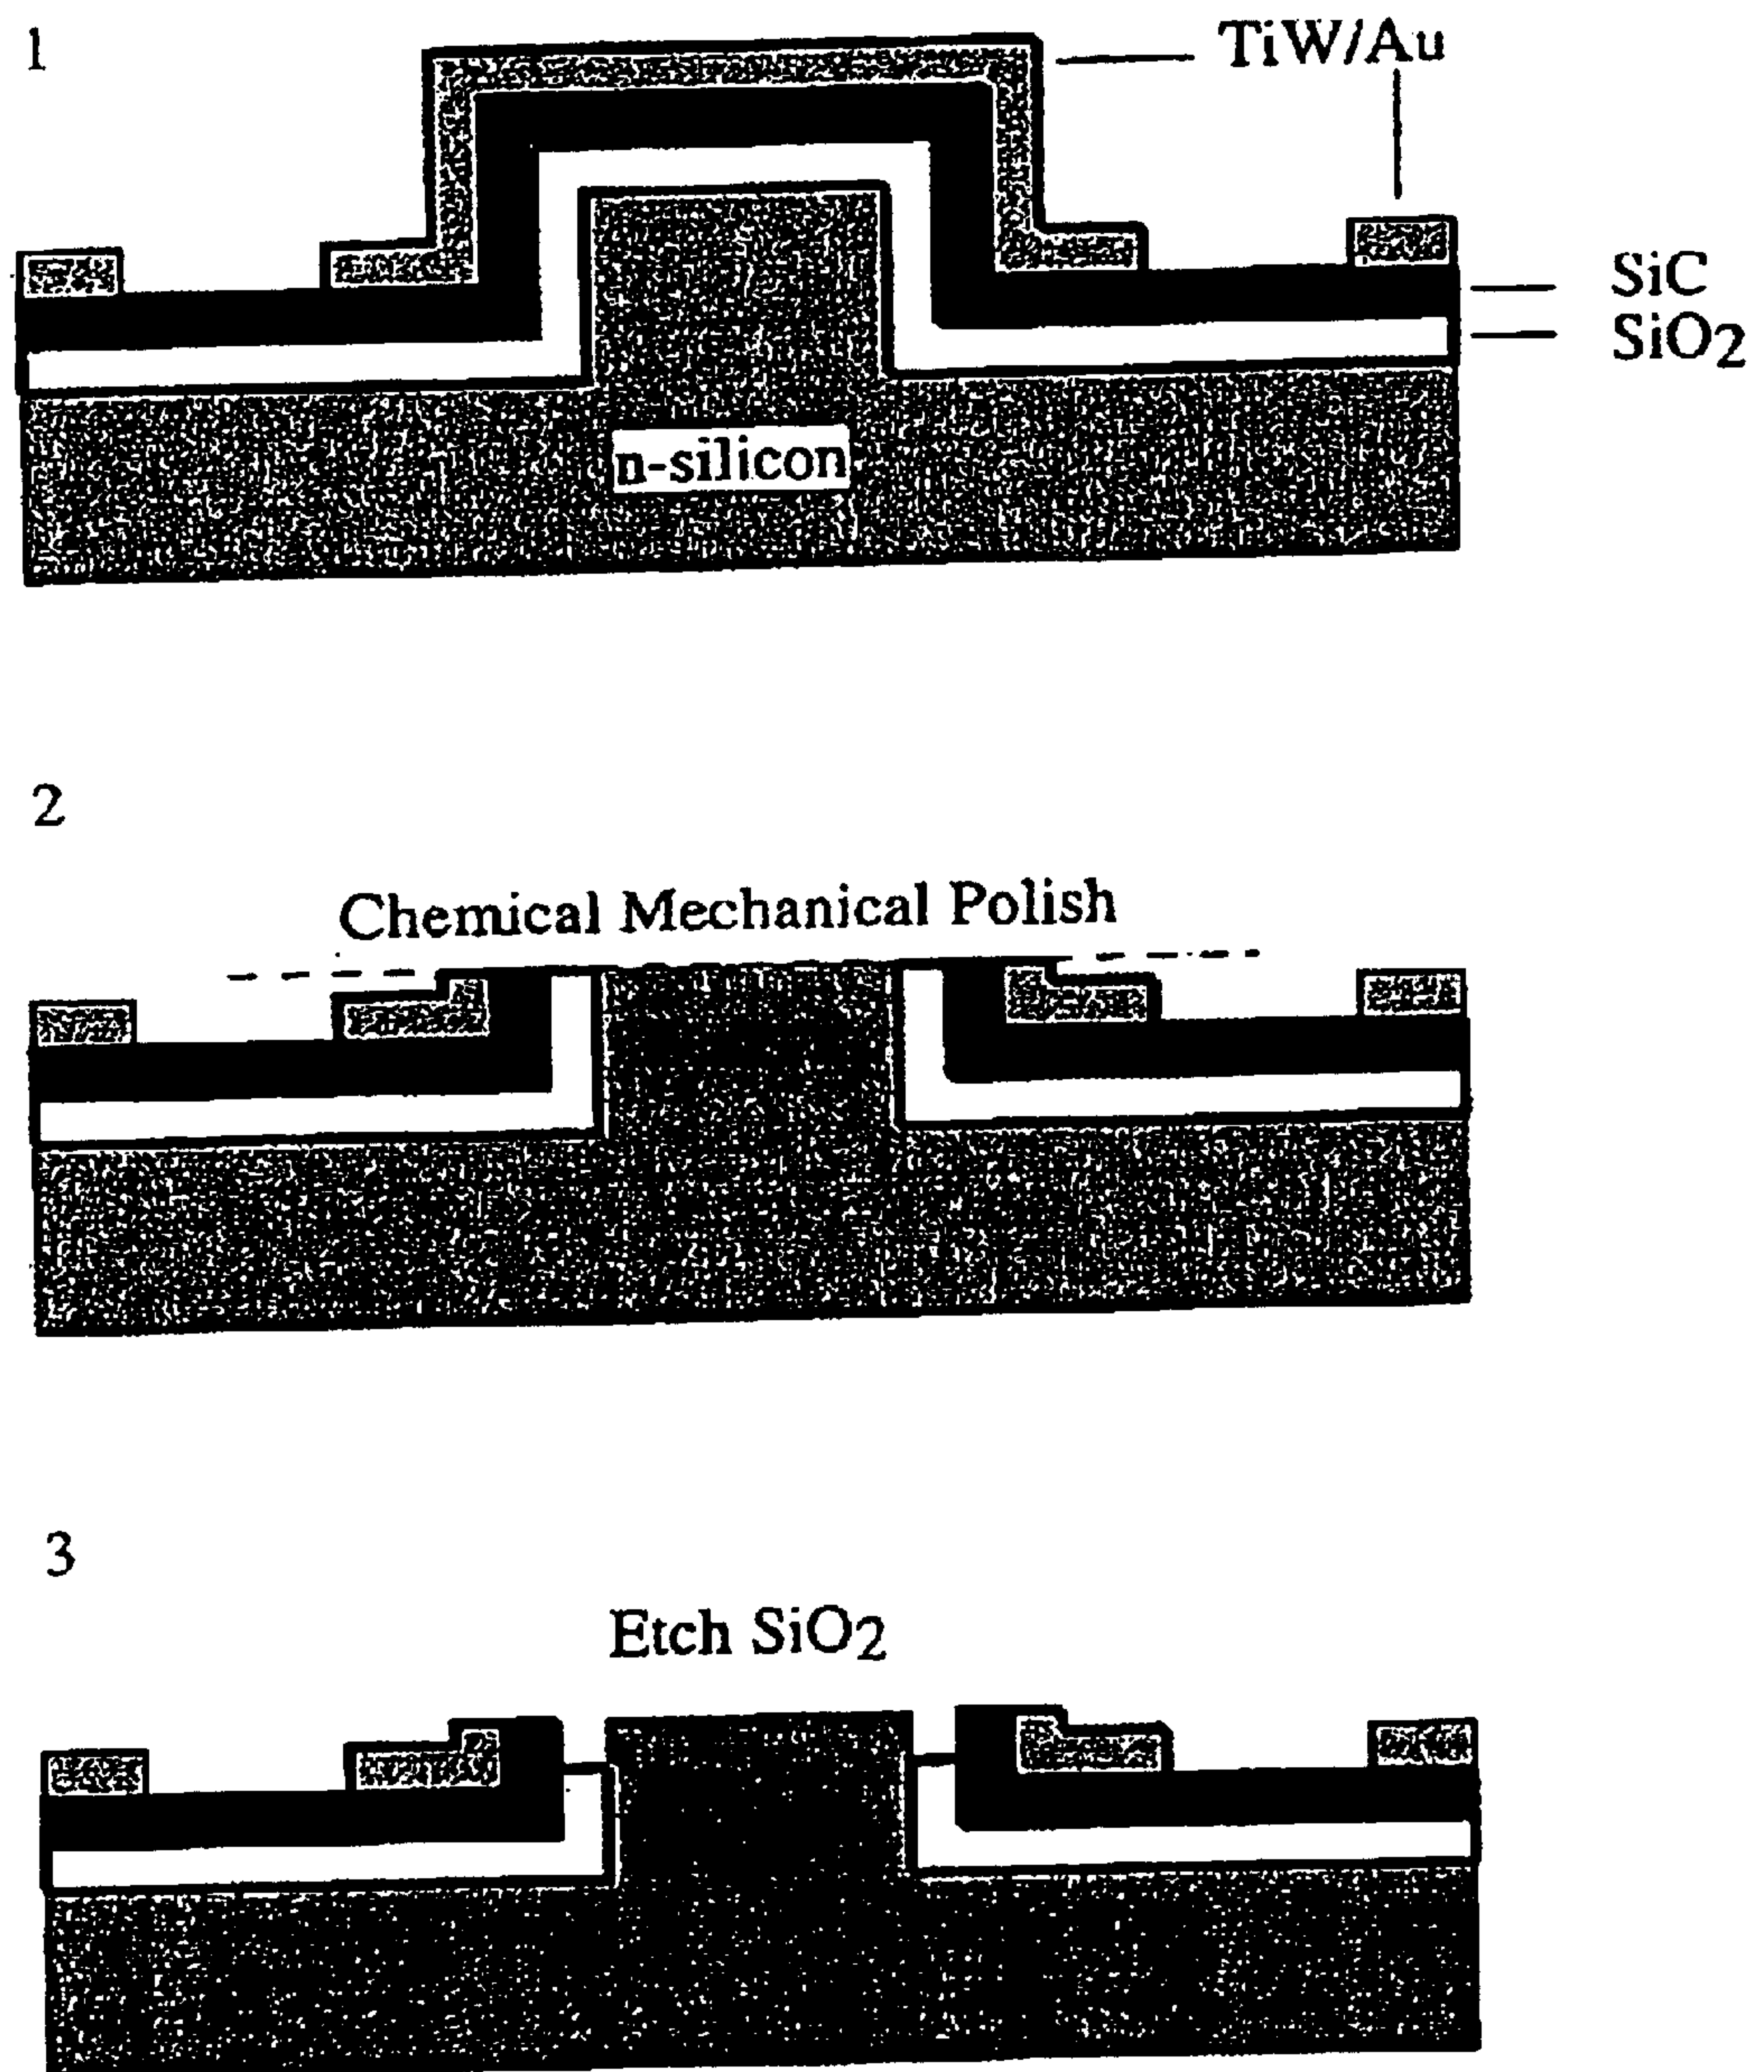 1
TiW/Au
SiC
SiO2
n-silicon
2
Chemical Mechanical Polish
3
Etch SiO2